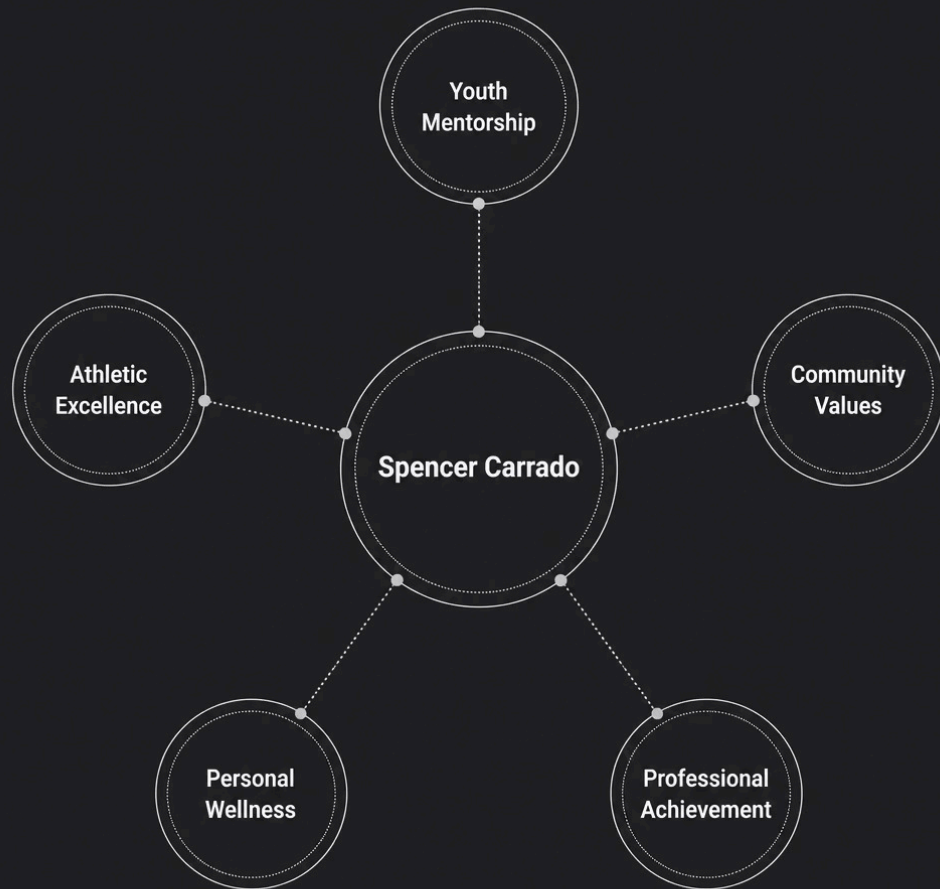 Youth
Mentorship
Athletic
Excellence
Community
Values
Spencer Carrado
Personal
Wellness
Professional
Achievement